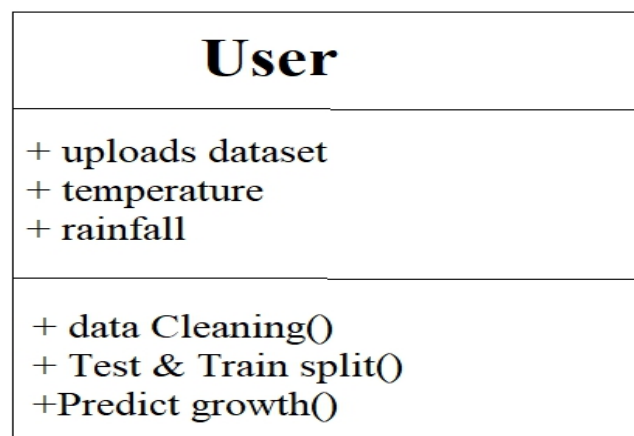 User
+ uploads dataset
+ temperature
+ rainfall
+ data Cleaning()
+ Test & Train split()
+Predict growth()